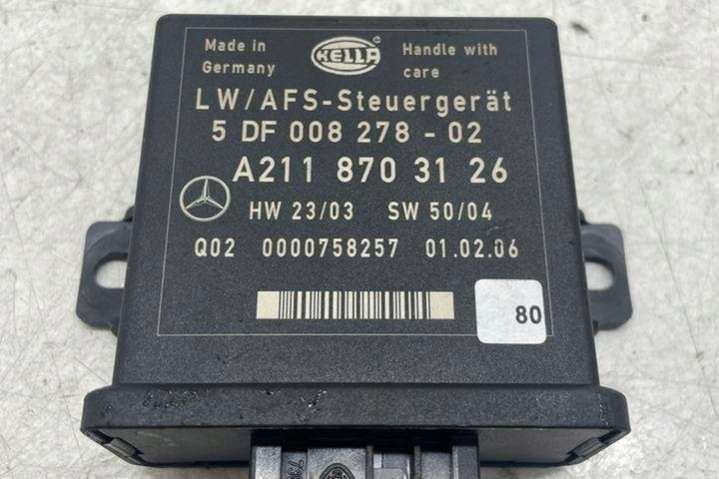 Made in Germany
HELLA
Handle with care
LW/AFS-Steuergerät
5 DF 008 278 - 02
A211 870 31 26
HW 23/03 SW 50/04
Q02 0000758257 01.02.06
80